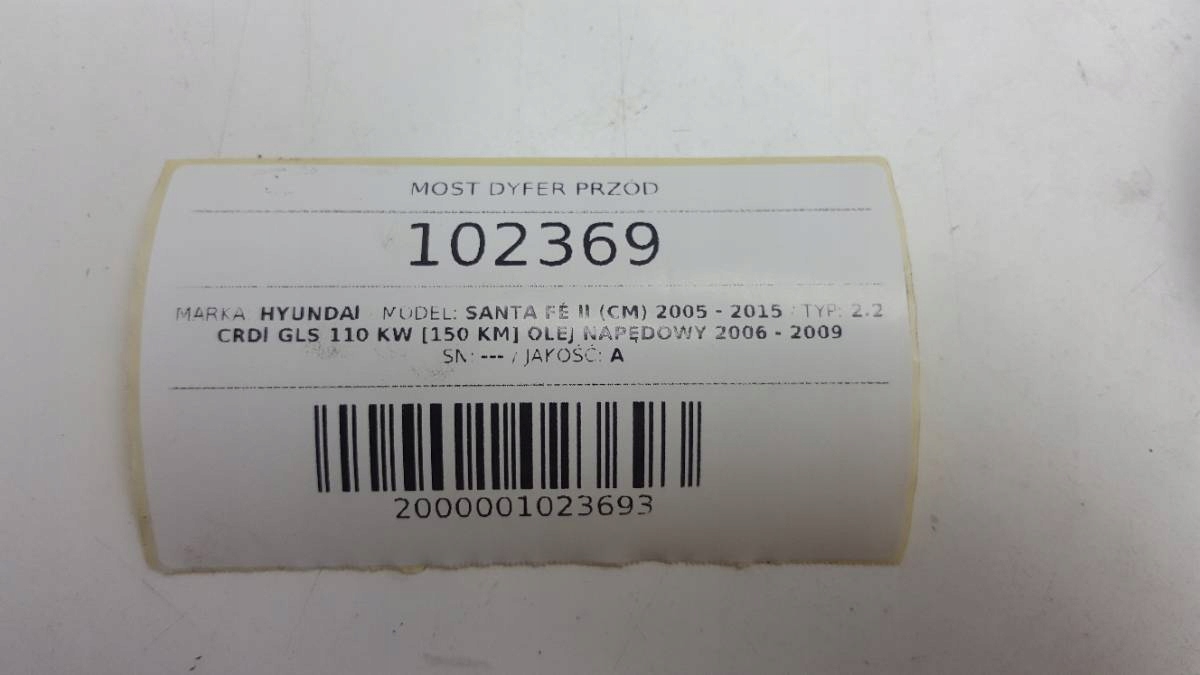 MOST DYFER PRZÓD
102369
MARKA: HYUNDAI / MODEL: SANTA FÉ II (CM) 2005 - 2015 / TYP: 2.2
CRDI GLS 110 KW [150 KM] OLEJ NAPĘDOWY 2006 - 2009
SN: --- / JAKOŚĆ: A
2000001023693